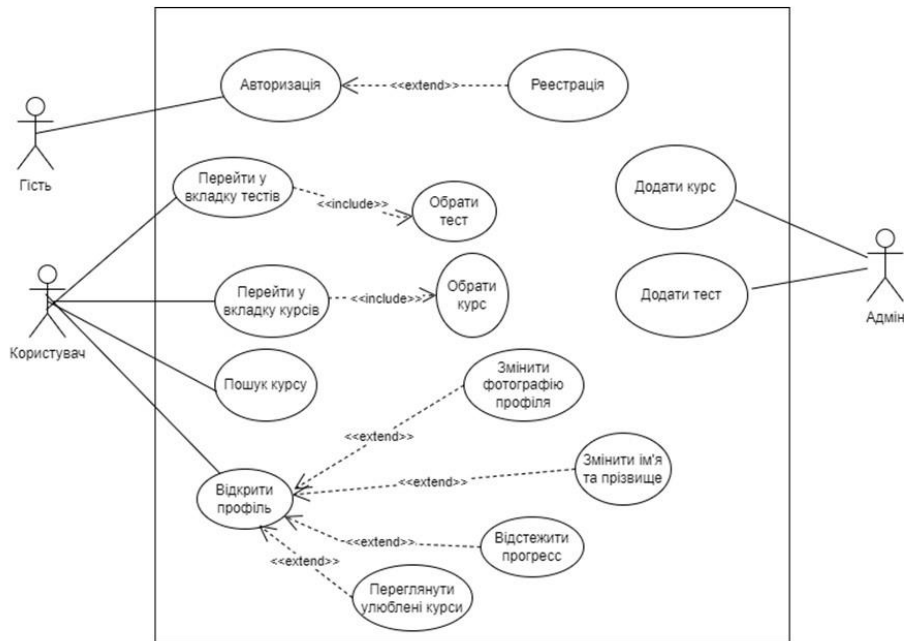 Авторизація
<<extend>>
Реестрація
Гість
Перейти у
вкладку тестів
<<include>>
Обрати
тест
Додати курс
Перейти у
вкладку курсів
<<include>>
Обрати
курс
Додати тест
Адмін
Користувач
Пошук курсу
Змінити
фотографію
профіля
<<extend>>
Змінити ім'я
та прізвище
<<extend>>
Відкрити
профіль
<<extend>>
Відстежити
прогресс
<<extend>>
Переглянути
улюблені курси